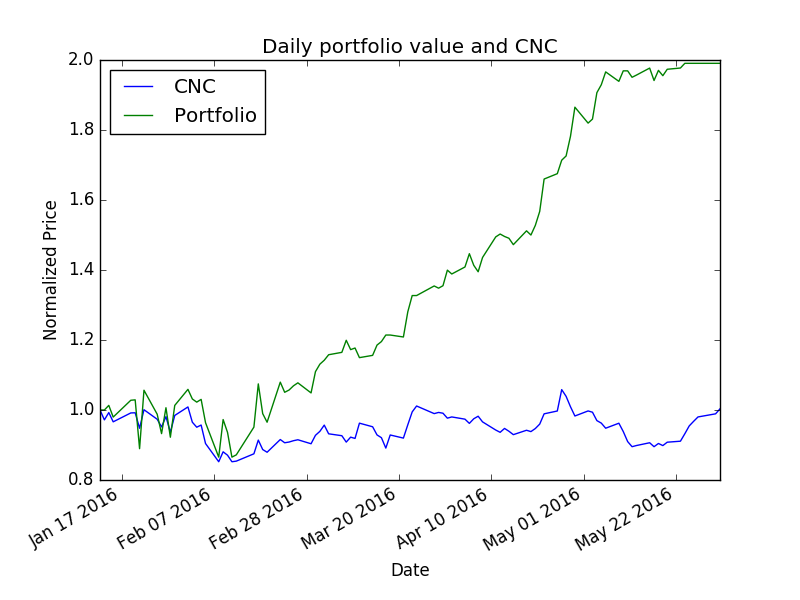 Daily portfolio value and CNC
CNC
Portfolio
2.0
1.8
1.6
1.4
1.2
1.0
0.8
Normalized Price
Jan 17 2016
Feb 07 2016
Feb 28 2016
Mar 20 2016
Apr 10 2016
May 01 2016
May 22 2016
Date